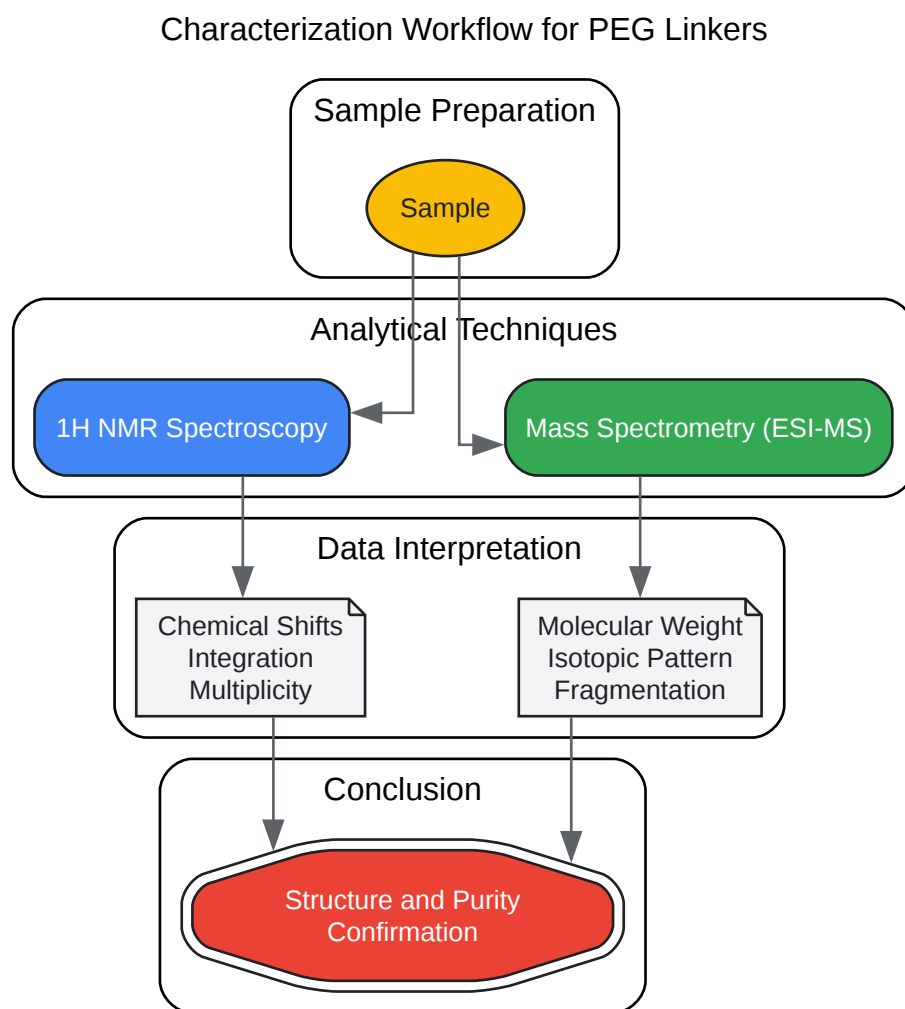 Characterization Workflow for PEG Linkers
Sample Preparation
Sample
Analytical Techniques
1H NMR Spectroscopy
Mass Spectrometry (ESI-MS)
Data Interpretation
Chemical Shifts
Integration
Multiplicity
Molecular Weight
Isotopic Pattern
Fragmentation
Conclusion
Structure and Purity
Confirmation